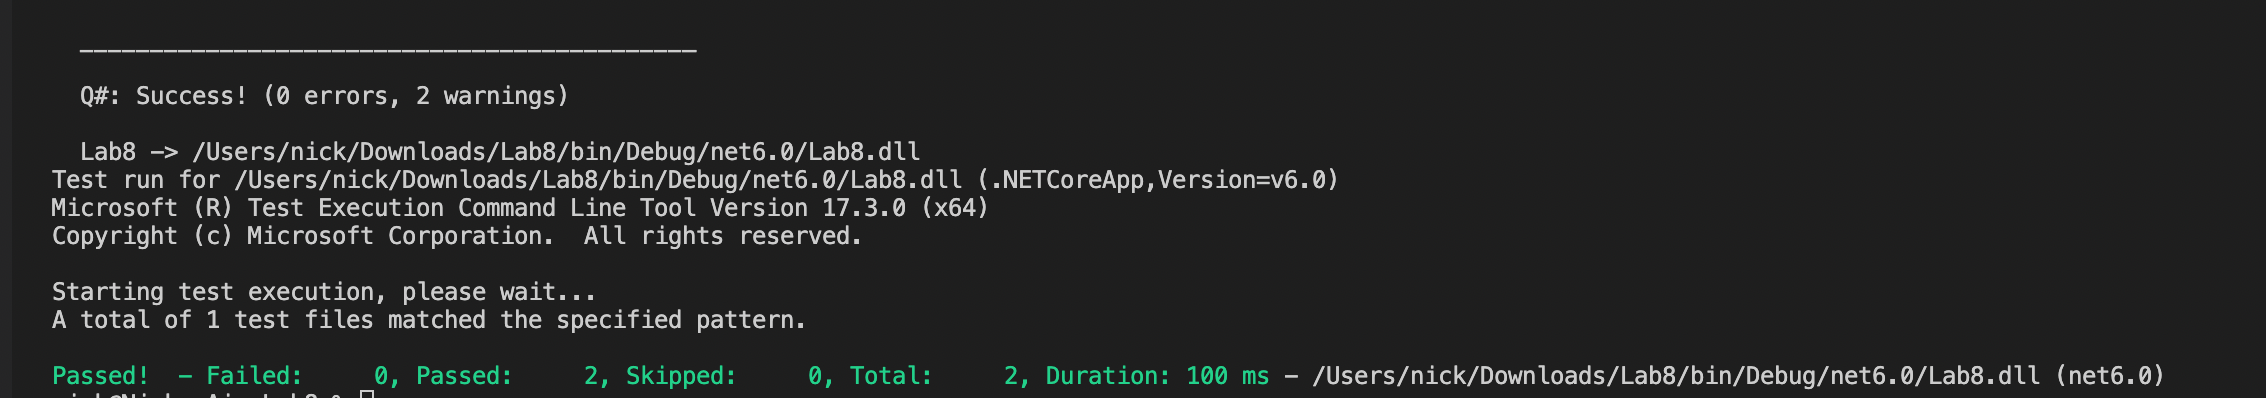 ____________________________________________
Q#: Success! (0 errors, 2 warnings)
Lab8 -> /Users/nick/Downloads/Lab8/bin/Debug/net6.0/Lab8.dll
Test run for /Users/nick/Downloads/Lab8/bin/Debug/net6.0/Lab8.dll (.NETCoreApp,Version=v6.0)
Microsoft (R) Test Execution Command Line Tool Version 17.3.0 (x64)
Copyright (c) Microsoft Corporation.  All rights reserved.
Starting test execution, please wait...
A total of 1 test files matched the specified pattern.
Passed!  - Failed:     0, Passed:     2, Skipped:     0, Total:     2, Duration: 100 ms - /Users/nick/Downloads/Lab8/bin/Debug/net6.0/Lab8.dll (net6.0)